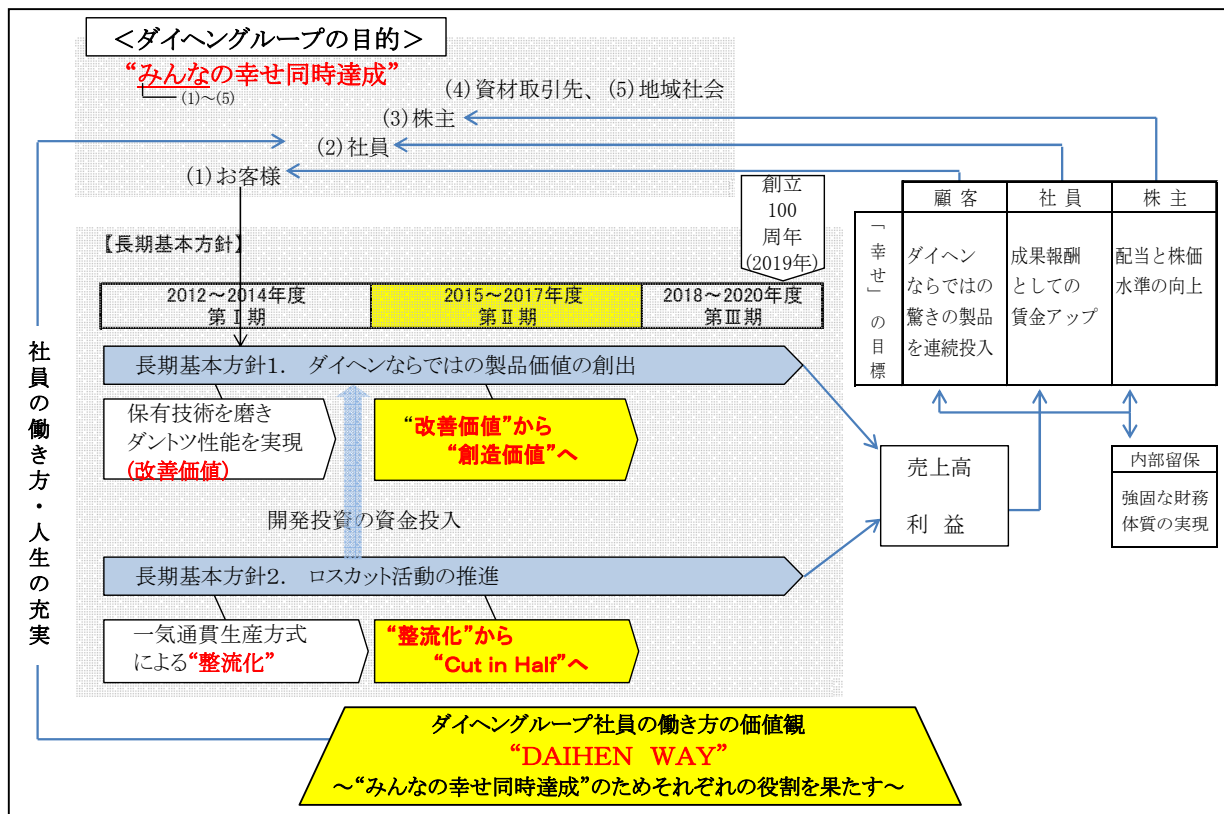 ＜ダイヘングループの目的＞
“みんなの幸せ同時達成”
(1)～(5)
(4)資材取引先、(5)地域社会
(3)株主
(2)社員
(1)お客様
創立
100
周年
(2019年)
顧 客
社 員
株 主
「幸せ」の目標
ダイヘン
ならではの
驚きの製品
を連続投入
成果報酬
としての
賃金アップ
配当と株価
水準の向上
【長期基本方針】
2012～2014年度
第Ⅰ期
2015～2017年度
第Ⅱ期
2018～2020年度
第Ⅲ期
長期基本方針1． ダイヘンならではの製品価値の創出
保有技術を磨き
ダントツ性能を実現
(改善価値)
“改善価値”から
“創造価値”へ
開発投資の資金投入
売上高
利 益
内部留保
強固な財務
体質の実現
長期基本方針2． ロスカット活動の推進
一気通貫生産方式
による“整流化”
“整流化”から
“Cut in Half”へ
社員の働き方・人生の充実
ダイヘングループ社員の働き方の価値観
“DAIHEN WAY”
～“みんなの幸せ同時達成”のためそれぞれの役割を果たす～